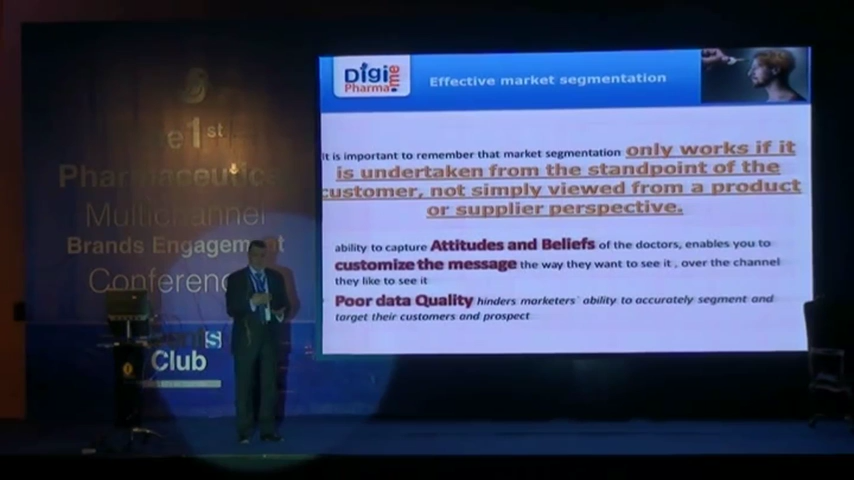 e 1st
Pharmaceutica
Multichannel
Brands Engagement
Conferenc
Club
Digi
Pharma.me
Effective market segmentation
It is important to remember that market segmentation only works if it
is undertaken from the standpoint of the
customer, not simply viewed from a product
or supplier perspective.
ability to capture Attitudes and Beliefs of the doctors, enables you to
customize the message the way they want to see it , over the channel
they like to see it
Poor data Quality hinders marketers` ability to accurately segment and
target their customers and prospect